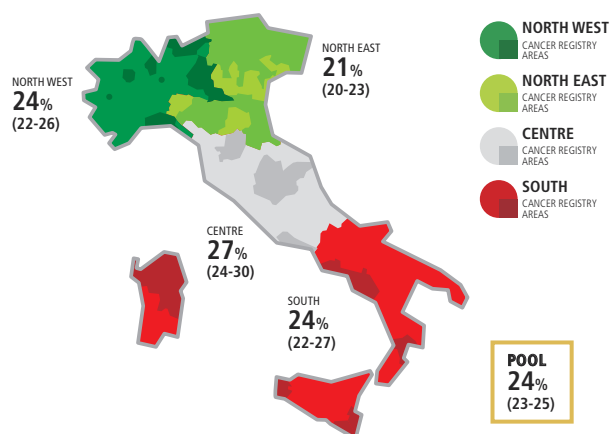 NORTH WEST
24%
(22-26)
NORTH EAST
21%
(20-23)
CENTRE
27%
(24-30)
SOUTH
24%
(22-27)
NORTH WEST
CANCER REGISTRY
AREAS
NORTH EAST
CANCER REGISTRY
AREAS
CENTRE
CANCER REGISTRY
AREAS
SOUTH
CANCER REGISTRY
AREAS
POOL
24%
(23-25)